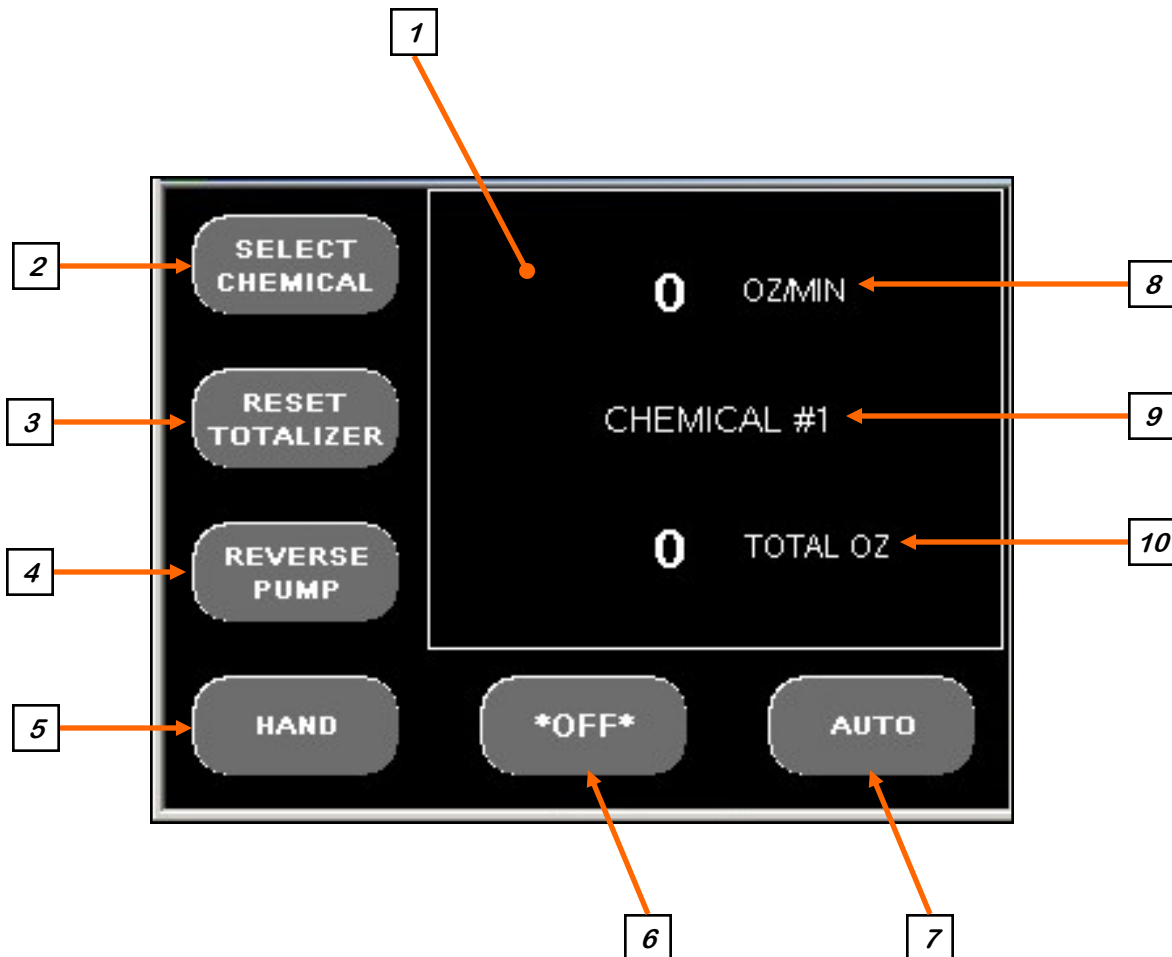 1
2
SELECT
CHEMICAL
0 OZ/MIN
8
3
RESET
TOTALIZER
CHEMICAL #1
9
4
REVERSE
PUMP
0 TOTAL OZ
10
5
HAND
*OFF*
AUTO
6
7